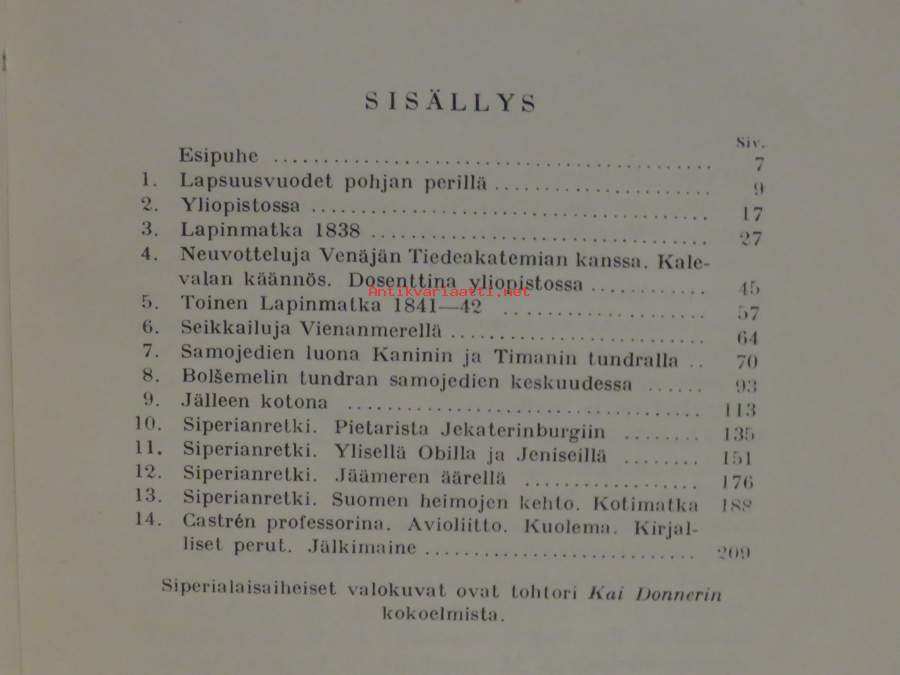 SISÄLLYS
Siv.
Esipuhe ........................................ 7
1. Lapsuusvuodet pohjan perillä ...................... 9
2. Yliopistossa ........................................ 17
3. Lapinmatka 1838 .................................. 27
4. Neuvotteluja Venäjän Tiedeakatemian kanssa. Kale-
valan käännös. Dosenttina yliopistossa ............ 45
Antikvariaatti.net
5. Toinen Lapinmatka 1841—42 .................... 57
6. Seikkailuja Vienanmerellä .......................... 64
7. Samojedien luona Kaninin ja Timanin tundralla .. 70
8. Bolšemelin tundran samojedien keskuudessa ...... 93
9. Jälleen kotona .................................... 113
10. Siperianretki. Pietarista Jekaterinburgiin ........ 135
11. Siperianretki. Ylisellä Obilla ja Jeniseillä ........ 151
12. Siperianretki. Jäämeren äärellä .................. 176
13. Siperianretki. Suomen heimojen kehto. Kotimatka 188
14. Castrén professorina. Avioliitto. Kuolema. Kirjal-
liset perut. Jälkimaine ............................ 209
Siperialaisaiheiset valokuvat ovat tohtori Kai Donnerin
kokoelmista.